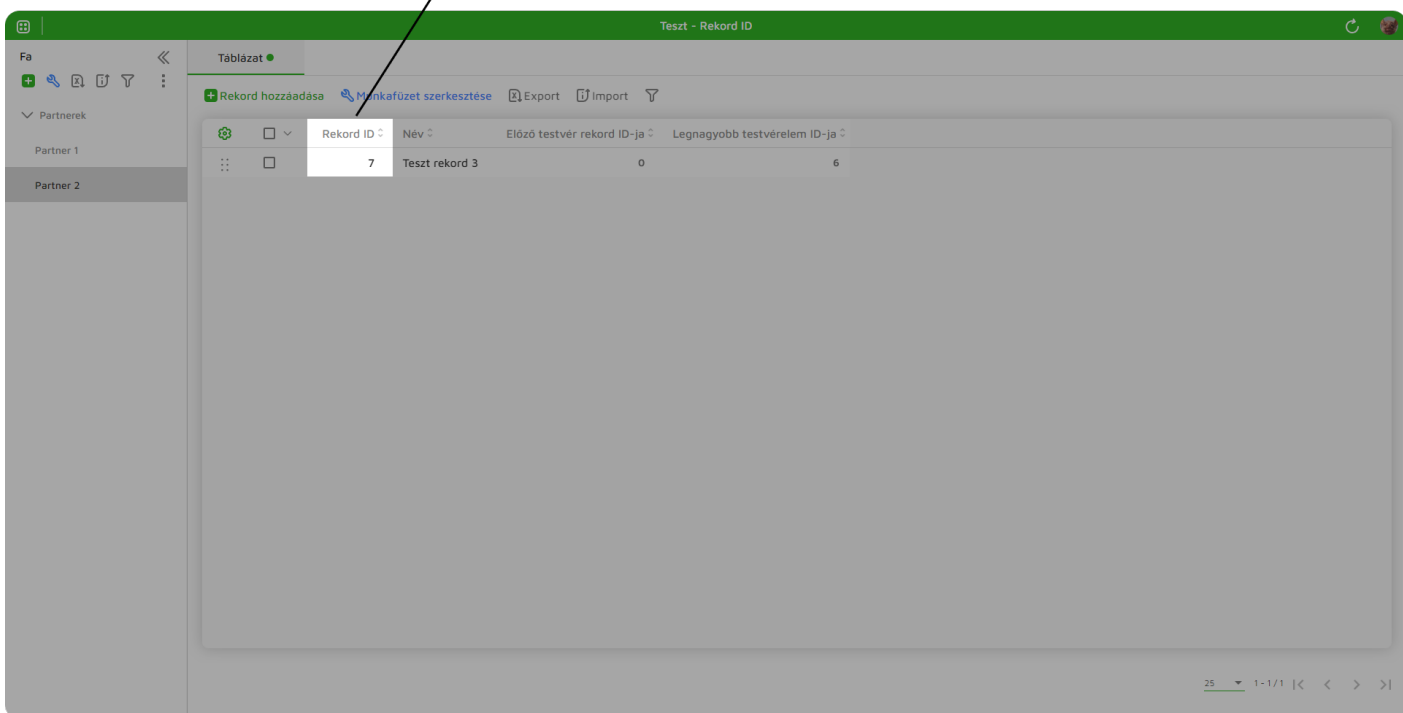 Teszt - Rekord ID
Fa
Táblázat
Rekord hozzáadása Munkafüzet szerkesztése Export Import
Partnerek
Partner 1
Partner 2
Rekord ID Név Előző testvér rekord ID-ja Legnagyobb testvérelem ID-ja
7 Teszt rekord 3 0 6
25 1-1/1